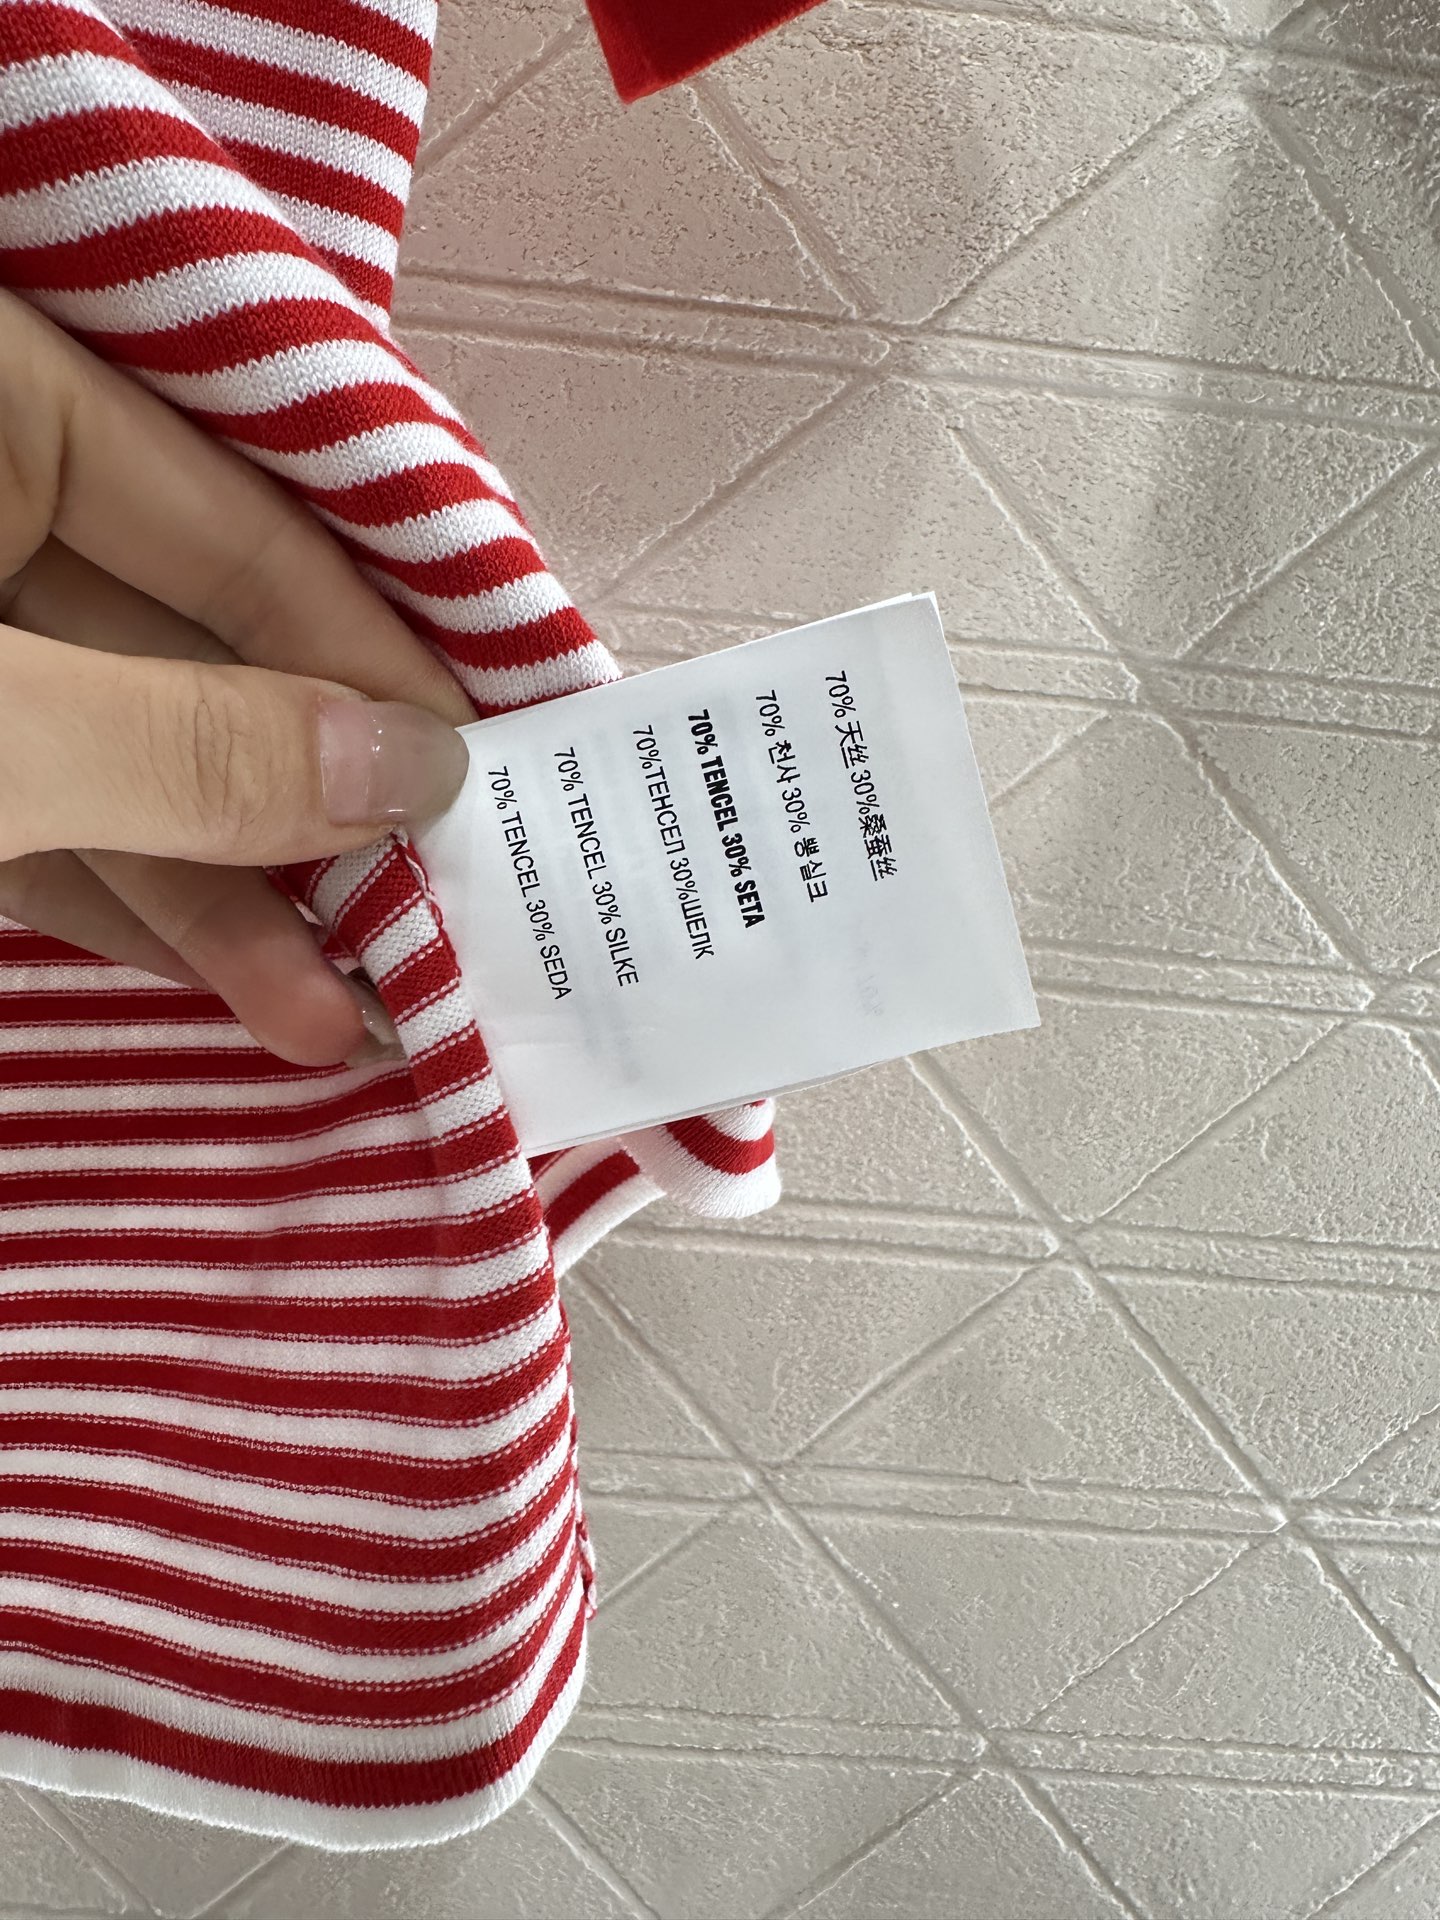 70% 天丝 30%桑蚕丝
70% 천사 30% 뽕실크
70% TENCEL 30% SETA
70%ТЕНСЕЛ 30%ШЕЛК
70% TENCEL 30% SILKE
70% TENCEL 30% SEDA